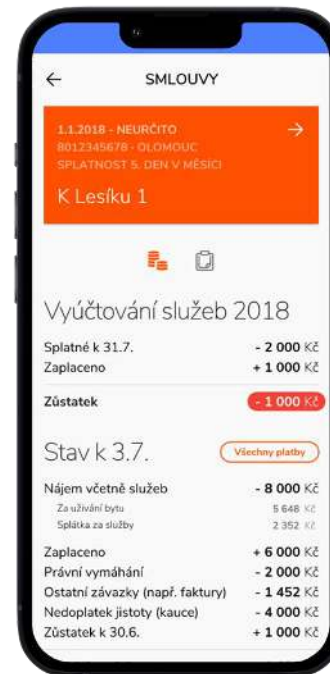 SMLOUVY
1.1.2018 - NEURČITO
8012345678 - OLOMOUC
SPLATNOST 5. DEN V MĚSÍCI
K Lesíku 1
Vyúčtování služeb 2018
Splatné k 31.7. - 2 000 Kč
Zaplaceno + 1 000 Kč
Zůstatek - 1 000 Kč
Stav k 3.7. Všechny platby
Nájem včetně služeb - 8 000 Kč
Za užívání bytu 5 648 Kč
Splátka za služby 2 352 Kč
Zaplaceno + 6 000 Kč
Právní vymáhání - 2 000 Kč
Ostatní závazky (např. faktury) - 1 452 Kč
Nedoplatek jistoty (kauce) - 4 000 Kč
Zůstatek k 30.6. + 1 000 Kč